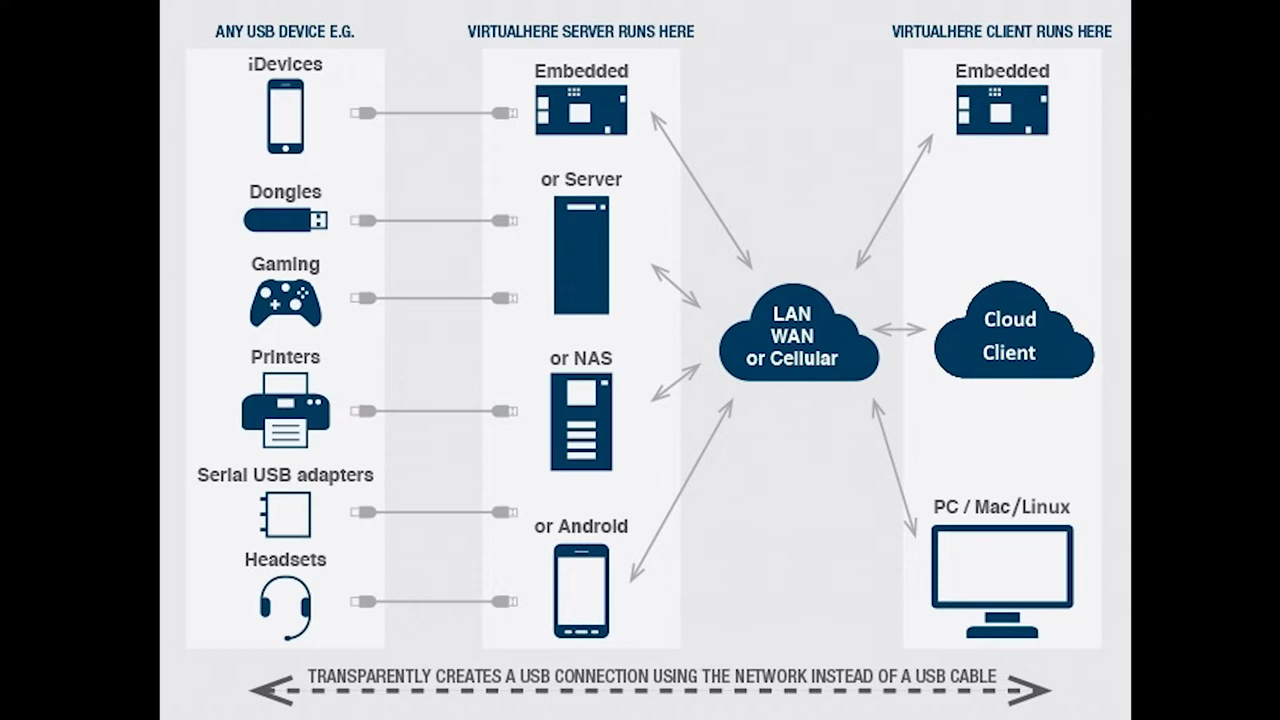 ANY USB DEVICE E.G.
iDevices
Dongles
Gaming
Printers
Serial USB adapters
Headsets
VIRTUALHERE SERVER RUNS HERE
Embedded
or Server
or NAS
or Android
LAN
WAN
or Cellular
VIRTUALHERE CLIENT RUNS HERE
Embedded
Cloud
Client
PC / Mac/Linux
TRANSPARENTLY CREATES A USB CONNECTION USING THE NETWORK INSTEAD OF A USB CABLE